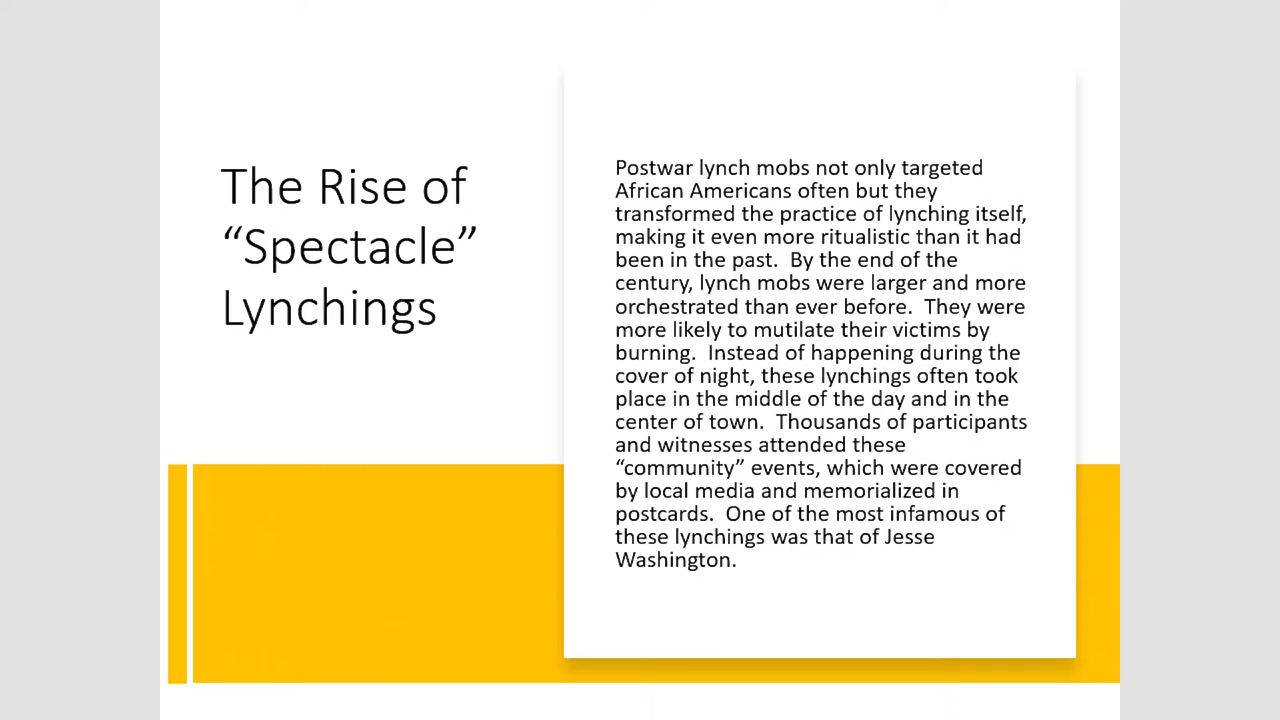 The Rise of
“Spectacle”
Lynchings
Postwar lynch mobs not only targeted
African Americans often but they
transformed the practice of lynching itself,
making it even more ritualistic than it had
been in the past.  By the end of the
century, lynch mobs were larger and more
orchestrated than ever before.  They were
more likely to mutilate their victims by
burning.  Instead of happening during the
cover of night, these lynchings often took
place in the middle of the day and in the
center of town.  Thousands of participants
and witnesses attended these
“community” events, which were covered
by local media and memorialized in
postcards.  One of the most infamous of
these lynchings was that of Jesse
Washington.